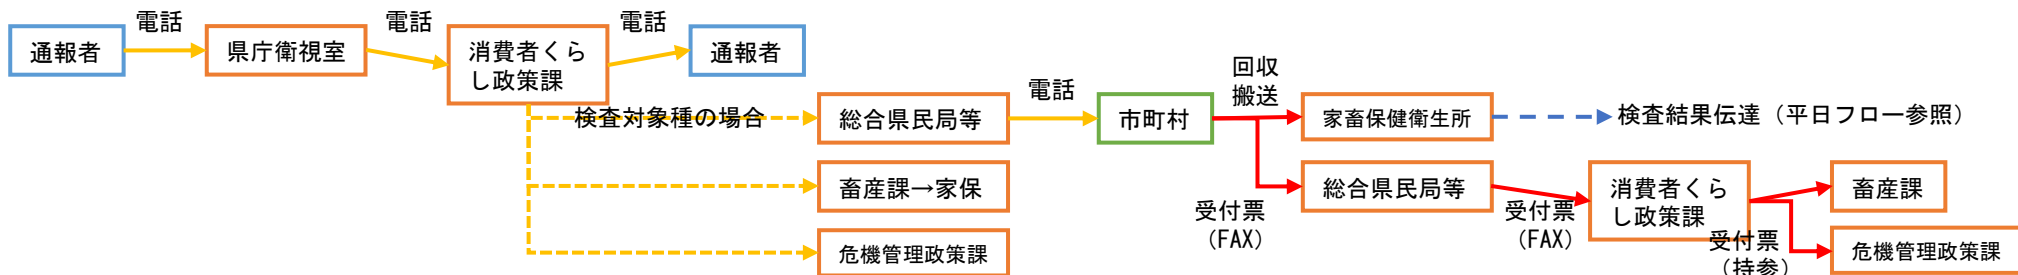 電話
電話
電話
通報者
県庁衛視室
消費者くら
し政策課
通報者
検査対象種の場合
総合県民局等
電話
市町村
回収
搬送
家畜保健衛生所
検査結果伝達（平日フロー参照）
畜産課→家保
危機管理政策課
受付票
（FAX）
総合県民局等
受付票
（FAX）
消費者くら
し政策課
畜産課
受付票
（持参）
危機管理政策課